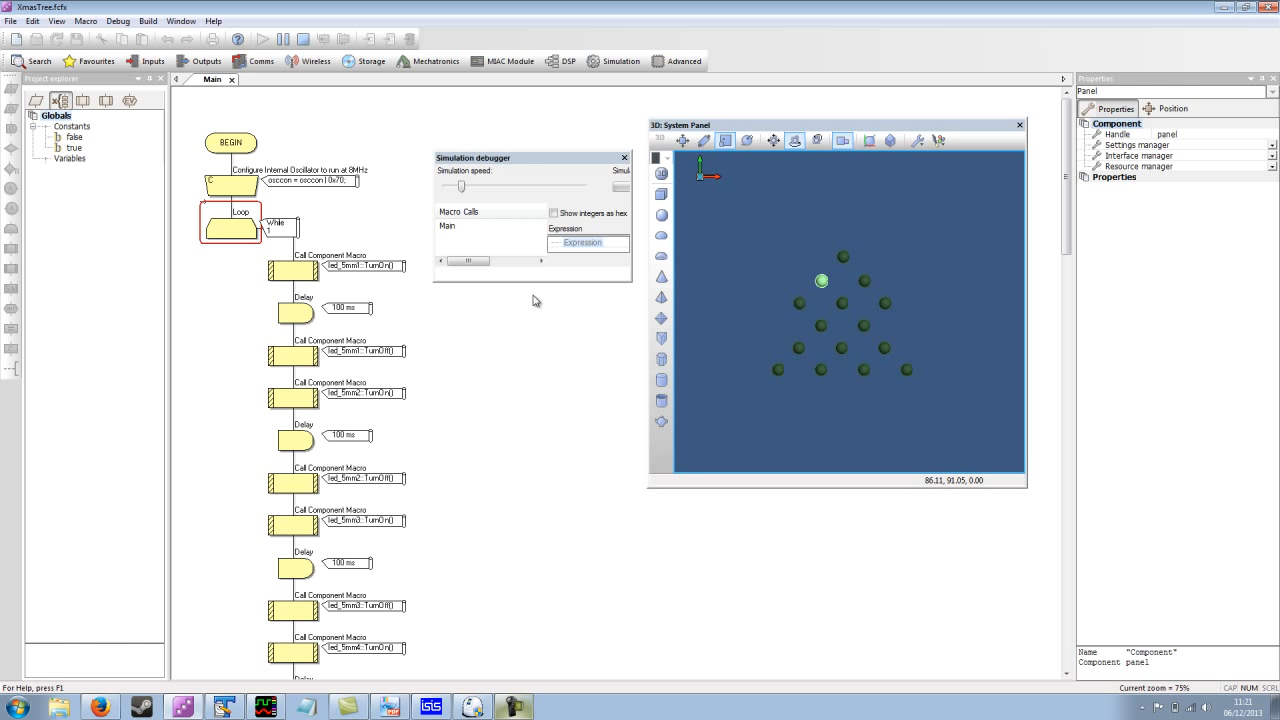 XmasTree.fcfx
File Edit View Macro Debug Build Window Help
Search Favourites Inputs Outputs Comms Wireless Storage Mechatronics MIAC Module DSP Simulation Advanced
Project explorer
Main
Globals
Constants
false
true
Variables
BEGIN
Configure Internal Oscillator to run at 8MHz
C
osccon = osccon | 0x70;
Loop
While
1
Call Component Macro
led_5mm1::TurnOn()
Delay
100 ms
Call Component Macro
led_5mm1::TurnOff()
Call Component Macro
led_5mm2::TurnOn()
Delay
100 ms
Call Component Macro
led_5mm2::TurnOff()
Call Component Macro
led_5mm3::TurnOn()
Delay
100 ms
Call Component Macro
led_5mm3::TurnOff()
Call Component Macro
led_5mm4::TurnOn()
Simulation debugger
Simulation speed:
Simul
Macro Calls
Show integers as hex
Main
Expression
Expression
3D: System Panel
3D
86.11, 91.05, 0.00
Properties
Panel
Properties Position
Component
Handle panel
Settings manager
Interface manager
Resource manager
Properties
Name "Component"
Component panel
For Help, press F1
Current zoom = 75%
CAP NUM SCRL
isis
PDF
11:21
06/12/2013